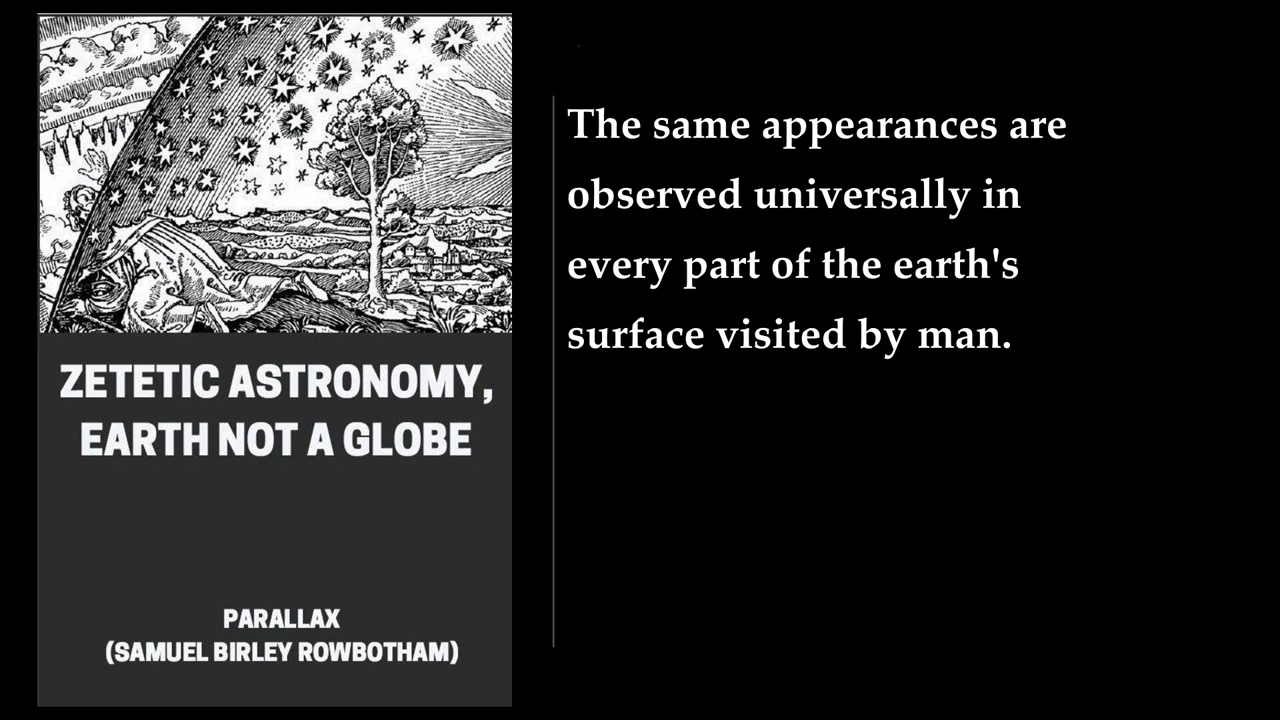 ZETETIC ASTRONOMY,
EARTH NOT A GLOBE
PARALLAX
(SAMUEL BIRLEY ROWBOTHAM)
The same appearances are
observed universally in
every part of the earth's
surface visited by man.